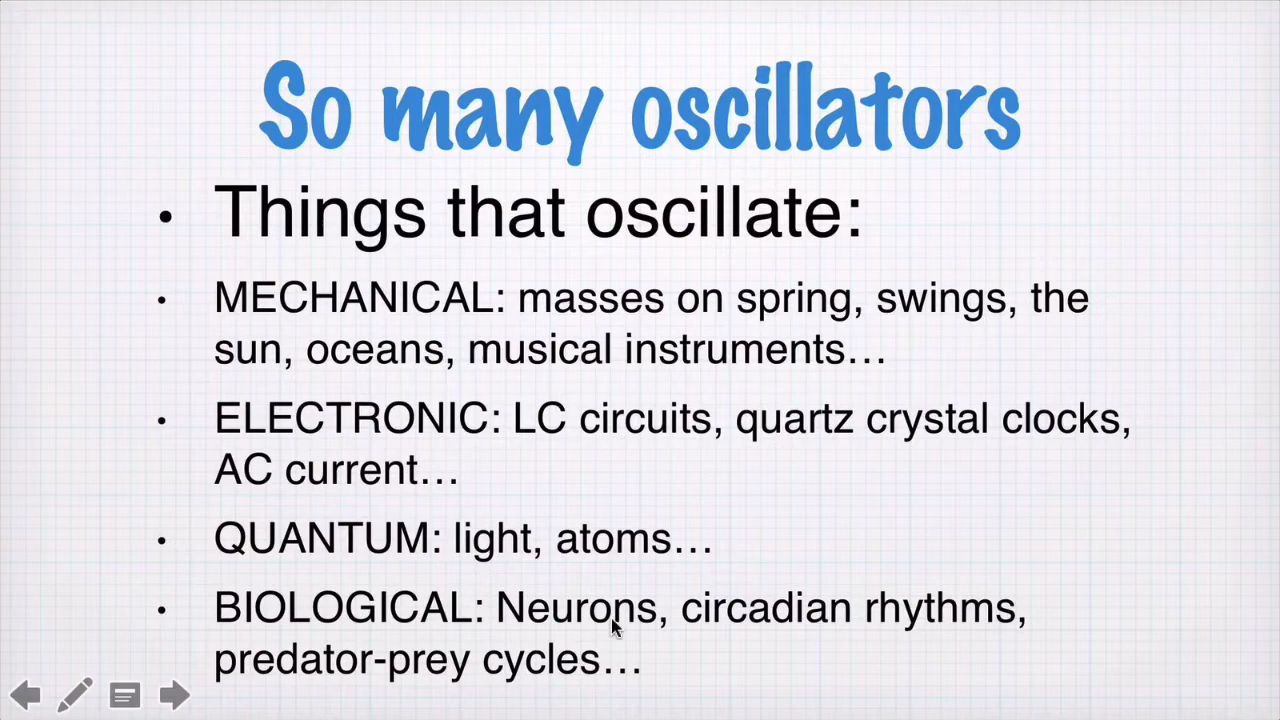 So many oscillators
• Things that oscillate:
• MECHANICAL: masses on spring, swings, the
sun, oceans, musical instruments…
• ELECTRONIC: LC circuits, quartz crystal clocks,
AC current…
• QUANTUM: light, atoms…
• BIOLOGICAL: Neurons, circadian rhythms,
predator-prey cycles…